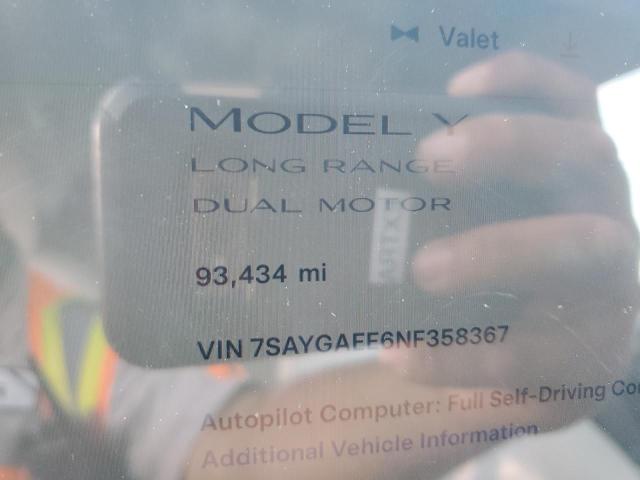 Valet
MODEL Y
LONG RANGE
DUAL MOTOR
93,434 mi
VIN 7SAYGAEE6NF358367
Autopilot Computer: Full Self-Driving Co
Additional Vehicle Information